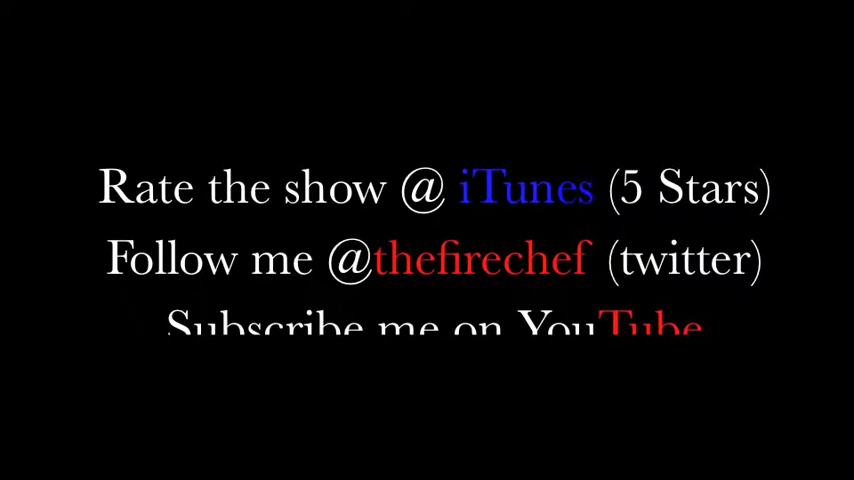 Rate the show @ iTunes (5 Stars)
Follow me @thefirechef (twitter)
Subscribe me on YouTube